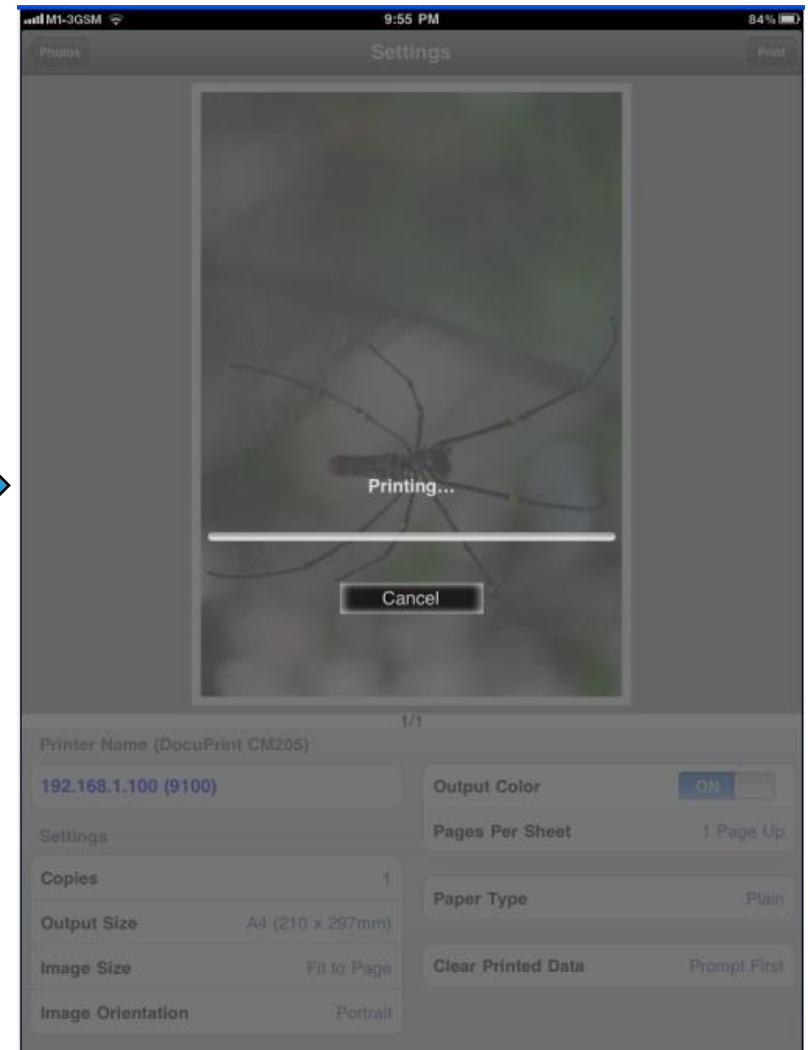 M1-3GSM 9:55 PM 84%
Photos Settings Print
Printing...
Cancel
1/1
Printer Name (DocuPrint CM205)
192.168.1.100 (9100)
Output Color ON
Settings
Pages Per Sheet 1 Page Up
Copies 1
Paper Type Plain
Output Size A4 (210 x 297mm)
Image Size Fit to Page
Clear Printed Data Prompt First
Image Orientation Portrait